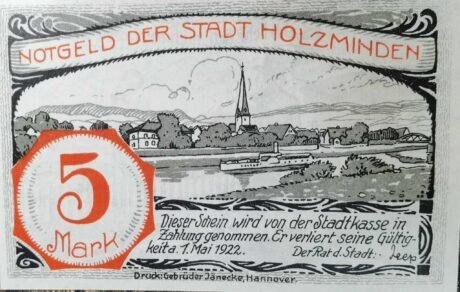 NOTGELD DER STADT HOLZMINDEN
5
Mark
Dieser Schein wird von der Stadtkasse in
Zahlung genommen. Er verliert seine Gültig-
keit a. 1. Mai 1922. Der Rat d. Stadt:
Druck: Gebrüder Jänecke, Hannover.